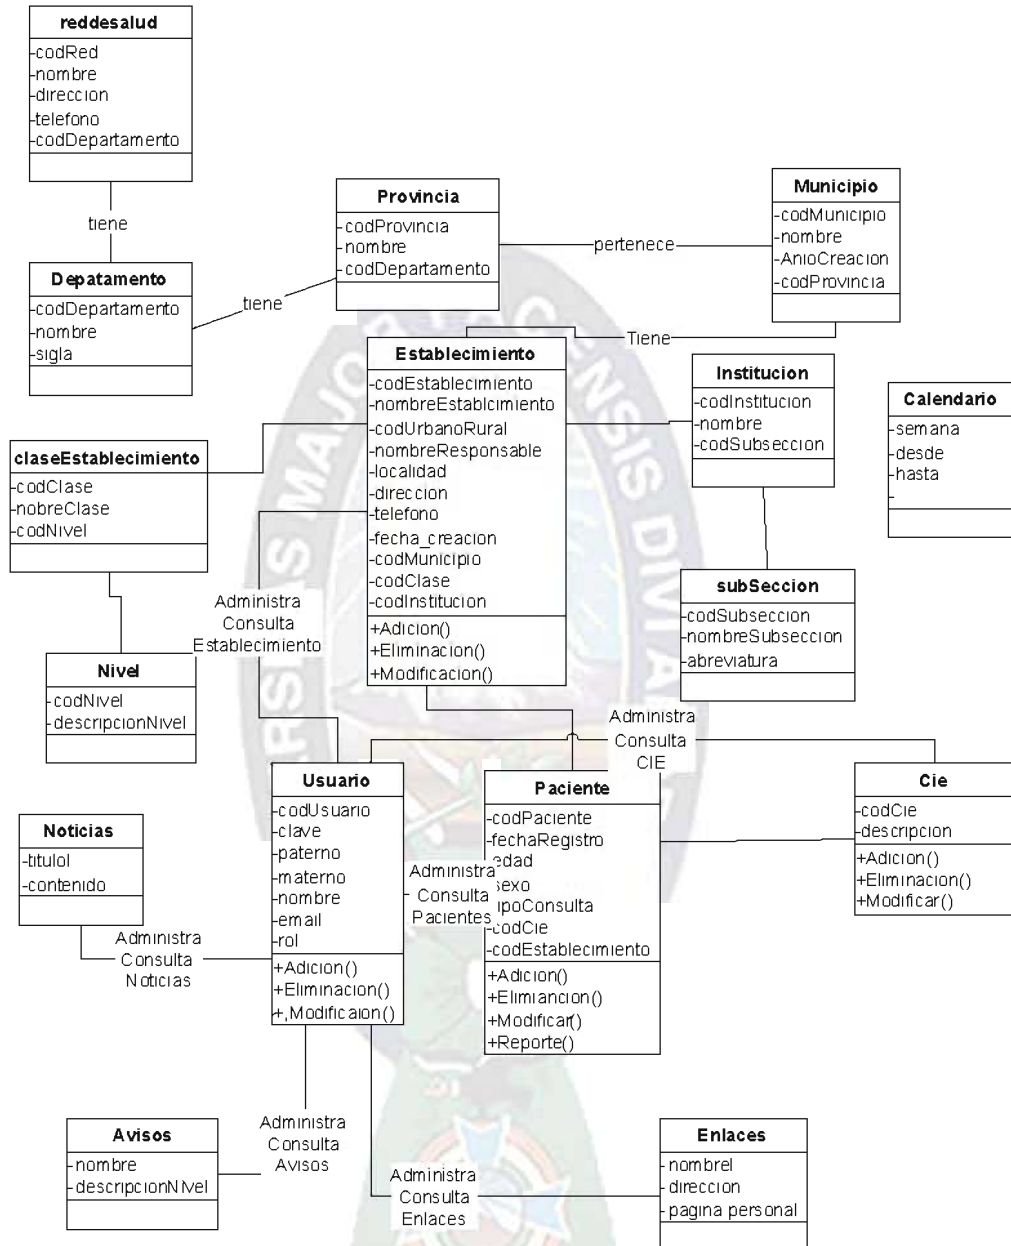 reddesalud
-codRed
-nombre
-direccion
-telefono
-codDepartamento
tiene
Depatamento
-codDepartamento
-nombre
-sigla
tiene
Provincia
-codProvincia
-nombre
-codDepartamento
pertenece
Municipio
-codMunicipio
-nombre
-AnioCreacion
-codProvincia
Tiene
Establecimiento
-codEstablecimiento
-nombreEstablcimiento
-codUrbanoRural
-nombreResponsable
-localidad
-direccion
-telefono
-fecha_creacion
-codMunicipio
-codClase
-codInstitucion
+Adicion()
+Eliminacion()
+Modificacion()
Institucion
-codInstitucion
-nombre
-codSubseccion
Calendario
-semana
-desde
-hasta
-
claseEstablecimiento
-codClase
-nobreClase
-codNivel
subSeccion
-codSubseccion
-nombreSubseccion
-abreviatura
Administra
Consulta
Establecimiento
Nivel
-codNivel
-descripcionNivel
Administra
Consulta
CIE
Usuario
-codUsuario
-clave
-paterno
-materno
-nombre
-email
-rol
+Adicion()
+Eliminacion()
+,Modificaion()
Administra
Consulta
Pacientes
Paciente
-codPaciente
-fechaRegistro
edad
sexo
tipoConsulta
-codCie
-codEstablecimiento
+Adicion()
+Elimiancion()
+Modificar()
+Reporte()
Cie
-codCie
-descripcion
+Adicion()
+Eliminacion()
+Modificar()
Noticias
-titulol
-contenido
Administra
Consulta
Noticias
Avisos
-nombre
-descripcionNivel
Administra
Consulta
Avisos
Administra
Consulta
Enlaces
Enlaces
-nombrel
-direccion
-pagina personal